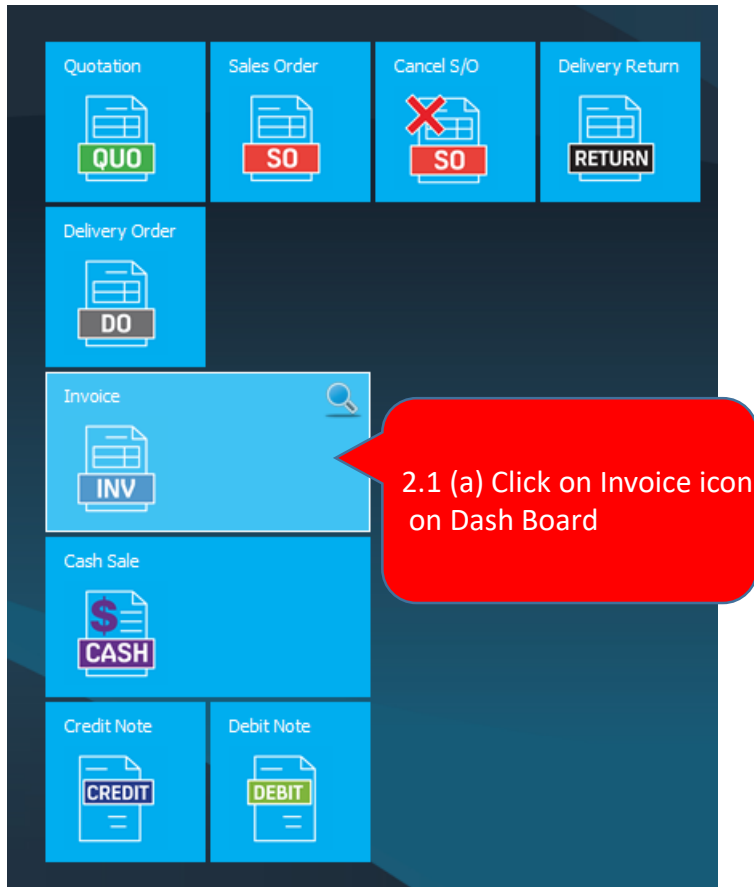 Quotation
Sales Order
Cancel S/O
Delivery Return
QUO
SO
SO
RETURN
Delivery Order
DO
Invoice
INV
2.1 (a) Click on Invoice icon
on Dash Board
Cash Sale
$
CASH
Credit Note
Debit Note
CREDIT
DEBIT